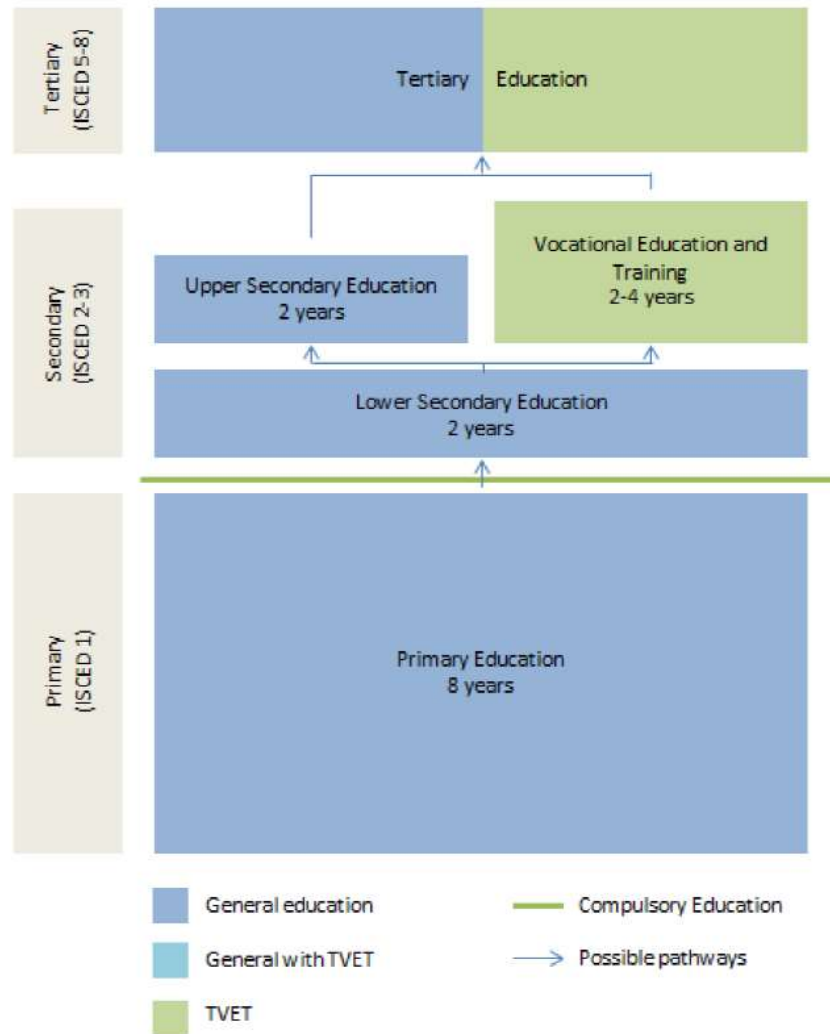 Tertiary
(ISCED 5-8)
Tertiary Education
Secondary
(ISCED 2-3)
Upper Secondary Education
2 years
Vocational Education and
Training
2-4 years
Lower Secondary Education
2 years
Primary
(ISCED 1)
Primary Education
8 years
General education
Compulsory Education
General with TVET
Possible pathways
TVET